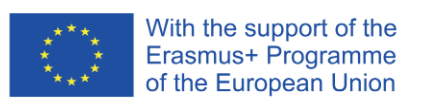 With the support of the
Erasmus+ Programme
of the European Union